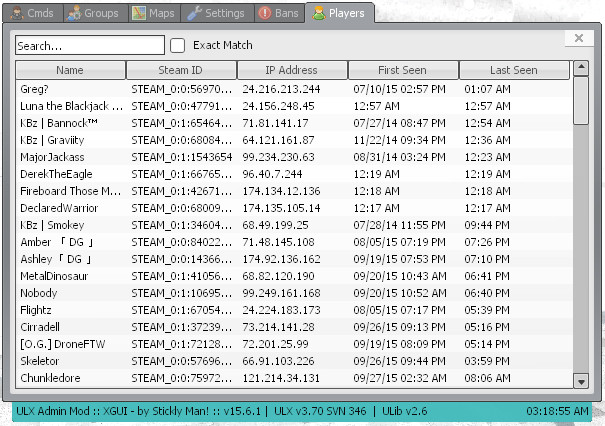 Cmds Groups Maps Settings Bans Players
Search... Exact Match
Name Steam ID IP Address First Seen Last Seen
Greg? STEAM_0:0:56970... 24.216.213.244 07/10/15 02:57 PM 01:07 AM
Luna the Blackjack ... STEAM_0:0:47791... 24.156.248.45 12:57 AM 12:57 AM
KBz | Bannock™ STEAM_0:1:65464... 71.81.141.17 07/27/14 08:47 PM 12:54 AM
KBz | Graviity STEAM_0:0:68084... 64.121.161.87 11/22/14 09:34 PM 12:36 AM
MajorJackass STEAM_0:1:1543654 99.234.230.63 08/31/14 03:24 PM 12:23 AM
DerekTheEagle STEAM_0:1:66765... 96.40.7.244 12:19 AM 12:19 AM
Fireboard Those M... STEAM_0:1:42671... 174.134.12.136 12:18 AM 12:18 AM
DeclaredWarrior STEAM_0:0:68009... 174.135.105.14 12:17 AM 12:17 AM
KBz | Smokey STEAM_0:1:34604... 68.49.199.25 07/28/14 11:55 PM 09:44 PM
Amber 「 DG 」 STEAM_0:0:84022... 71.48.145.108 08/05/15 07:19 PM 07:26 PM
Ashley 「 DG 」 STEAM_0:0:14366... 174.92.136.162 09/19/15 07:53 PM 07:10 PM
MetalDinosaur STEAM_0:1:41056... 68.82.120.190 09/20/15 10:43 AM 06:41 PM
Nobody STEAM_0:1:10695... 99.249.161.168 09/20/15 10:52 AM 06:40 PM
Flightz STEAM_0:1:67054... 24.224.183.173 08/05/15 07:17 PM 05:39 PM
Cirradell STEAM_0:1:37239... 73.214.141.28 09/26/15 09:13 PM 05:16 PM
[O.G.] DroneFTW STEAM_0:1:72128... 72.201.25.99 09/19/15 08:09 PM 05:14 PM
Skeletor STEAM_0:0:57696... 66.91.103.226 09/26/15 09:44 PM 03:59 PM
Chunkledore STEAM_0:0:75972... 121.214.34.131 09/27/15 02:32 AM 08:06 AM
ULX Admin Mod :: XGUI - by Stickly Man! :: v15.6.1 | ULX v3.70 SVN 346 | ULib v2.6 03:18:55 AM